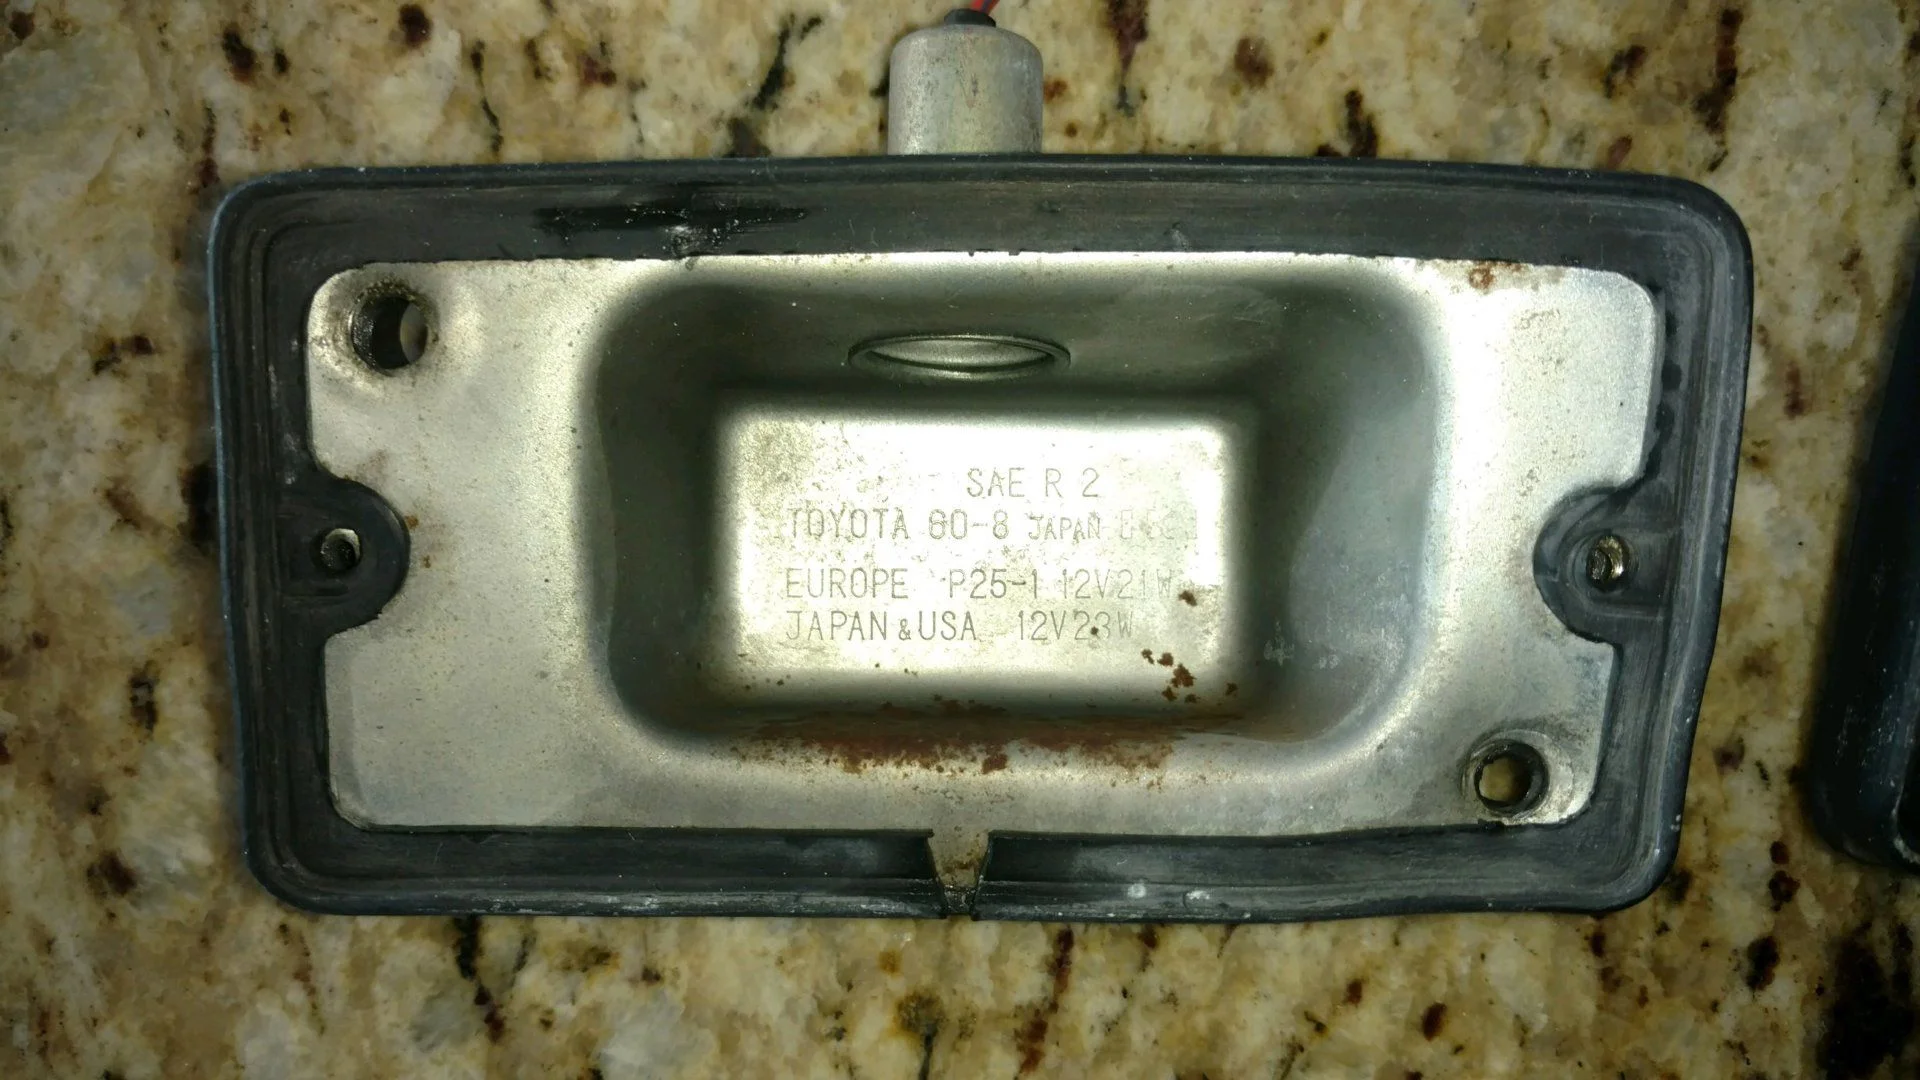 SAE R 2
TOYOTA 60-8 JAPAN
EUROPE P25-1 12V21W
JAPAN & USA 12V23W